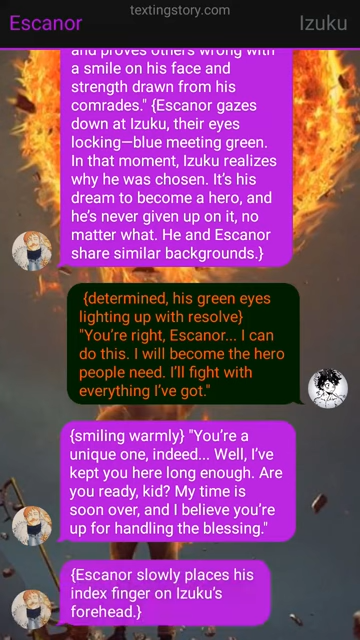 textingstory.com
Escanor
Izuku
and proves others wrong with
a smile on his face and
strength drawn from his
comrades." {Escanor gazes
down at Izuku, their eyes
locking—blue meeting green.
In that moment, Izuku realizes
why he was chosen. It's his
dream to become a hero, and
he's never given up on it, no
matter what. He and Escanor
share similar backgrounds.}
{determined, his green eyes
lighting up with resolve}
"You're right, Escanor... I can
do this. I will become the hero
people need. I'll fight with
everything I've got."
{smiling warmly} "You're a
unique one, indeed... Well, I've
kept you here long enough. Are
you ready, kid? My time is
soon over, and I believe you're
up for handling the blessing."
{Escanor slowly places his
index finger on Izuku's
forehead.}